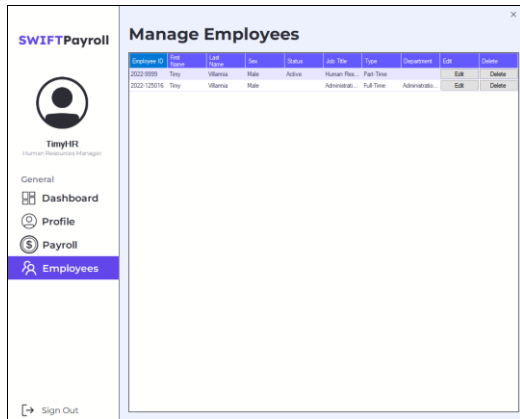 ×
SWIFTPayroll
TimyHR
Human Resources Manager
General
Dashboard
Profile
$ Payroll
Employees
Sign Out
Manage Employees
Employee ID First Name Last Name Sex Status Job Title Type Department Edit Delete
2022-9999 Timy Villarmia Male Active Human Res... Part-Time Edit Delete
2022-125016 Timy Villarmia Male Administrati... Full-Time Administratio... Edit Delete